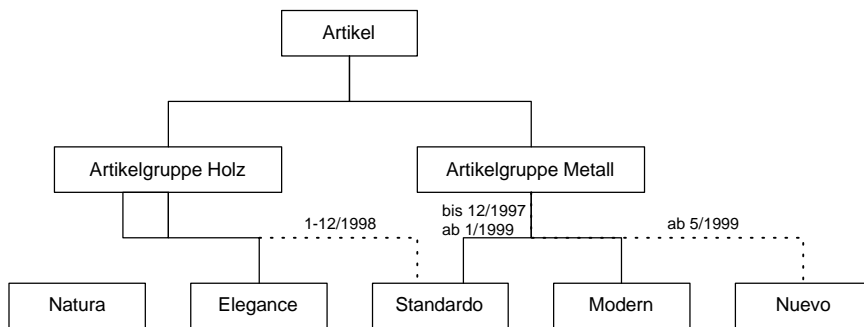 Artikel
Artikelgruppe Holz
Artikelgruppe Metall
1-12/1998
bis 12/1997
ab 1/1999
ab 5/1999
Natura
Elegance
Standardo
Modern
Nuevo